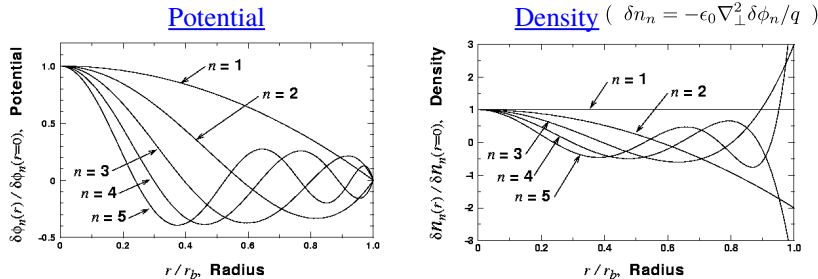 Potential
Density ( δn_n = −ϵ_0 ∇_⊥^2 δϕ_n/q )
δϕ_n(r) / δϕ_n(r=0), Potential
1.0
0.5
0
-0.5
n = 1
n = 2
n = 3
n = 4
n = 5
0
0.2
0.4
0.6
0.8
1.0
r/r_b, Radius
δn_n(r) / δn_n(r=0), Density
3
2
1
0
-1
-2
-3
n = 1
n = 2
n = 3
n = 4
n = 5
0
0.2
0.4
0.6
0.8
1.0
r/r_b, Radius